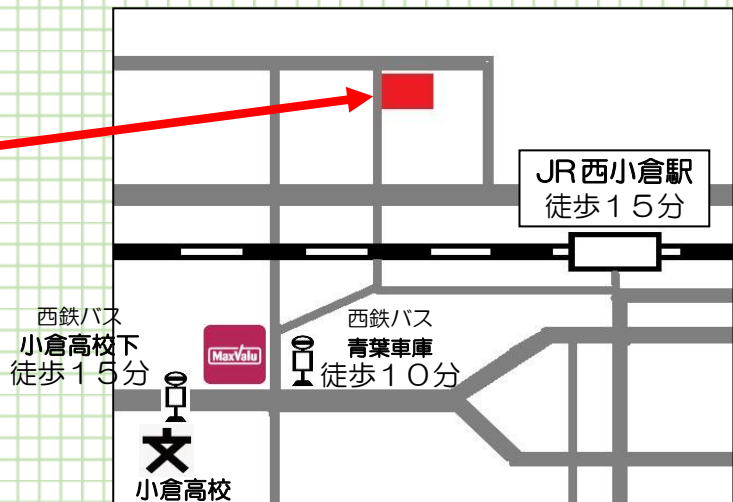 JR西小倉駅
徒歩１５分
西鉄バス
小倉高校下
徒歩１５分
MaxValu
西鉄バス
青葉車庫
徒歩１０分
小倉高校